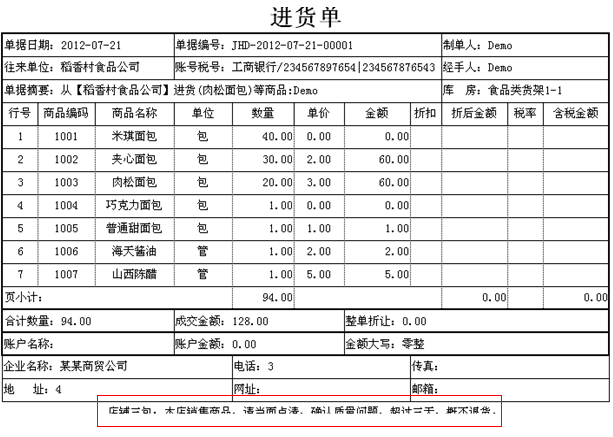 进货单
单据日期：2012-07-21 单据编号：JHD-2012-07-21-00001 制单人：Demo
往来单位：稻香村食品公司 账号税号：工商银行/234567897654|234567876543 经手人：Demo
单据摘要：从【稻香村食品公司】进货(肉松面包)等商品:Demo 库 房：食品类货架1-1
行号 商品编码 商品名称 单位 数量 单价 金额 折扣 折后金额 税率 含税金额
1 1001 米琪面包 包 40.00 0.00 0.00
2 1002 夹心面包 包 30.00 2.00 60.00
3 1003 肉松面包 包 20.00 3.00 60.00
4 1004 巧克力面包 包 1.00 0.00 0.00
5 1005 普通甜面包 包 1.00 1.00 1.00
6 1006 海天酱油 管 1.00 2.00 2.00
7 1007 山西陈醋 管 1.00 5.00 5.00
页小计： 94.00 0.00 0.00
合计数量：94.00 成交金额：128.00 整单折让：0.00
账户名称： 账户金额：0.00 金额大写：零整
企业名称：某某商贸公司 电话：3 传真：
地 址：4 网址： 邮箱：
店铺三包：本店销售商品，请当面点清，确认质量问题，超过三天，概不退货。